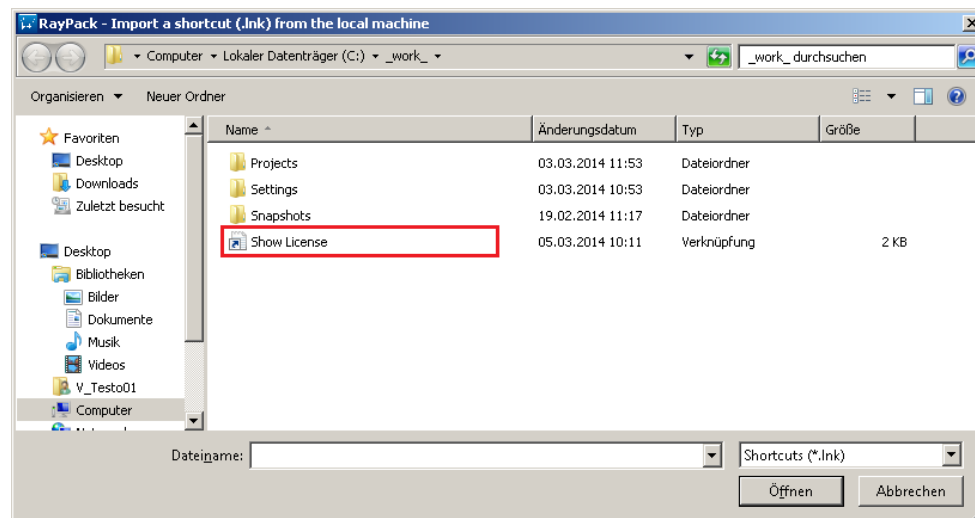 RayPack - Import a shortcut (.lnk) from the local machine
Computer Lokaler Datenträger (C:) _work_ _work_ durchsuchen
Organisieren Neuer Ordner
Name Änderungsdatum Typ Größe
Favoriten
Desktop
Downloads
Zuletzt besucht
Desktop
Bibliotheken
Bilder
Dokumente
Musik
Videos
V_Testo01
Computer
Projects 03.03.2014 11:53 Dateiordner
Settings 03.03.2014 10:53 Dateiordner
Snapshots 19.02.2014 11:17 Dateiordner
Show License 05.03.2014 10:11 Verknüpfung 2 KB
Dateiname: Shortcuts (*.lnk)
Öffnen Abbrechen